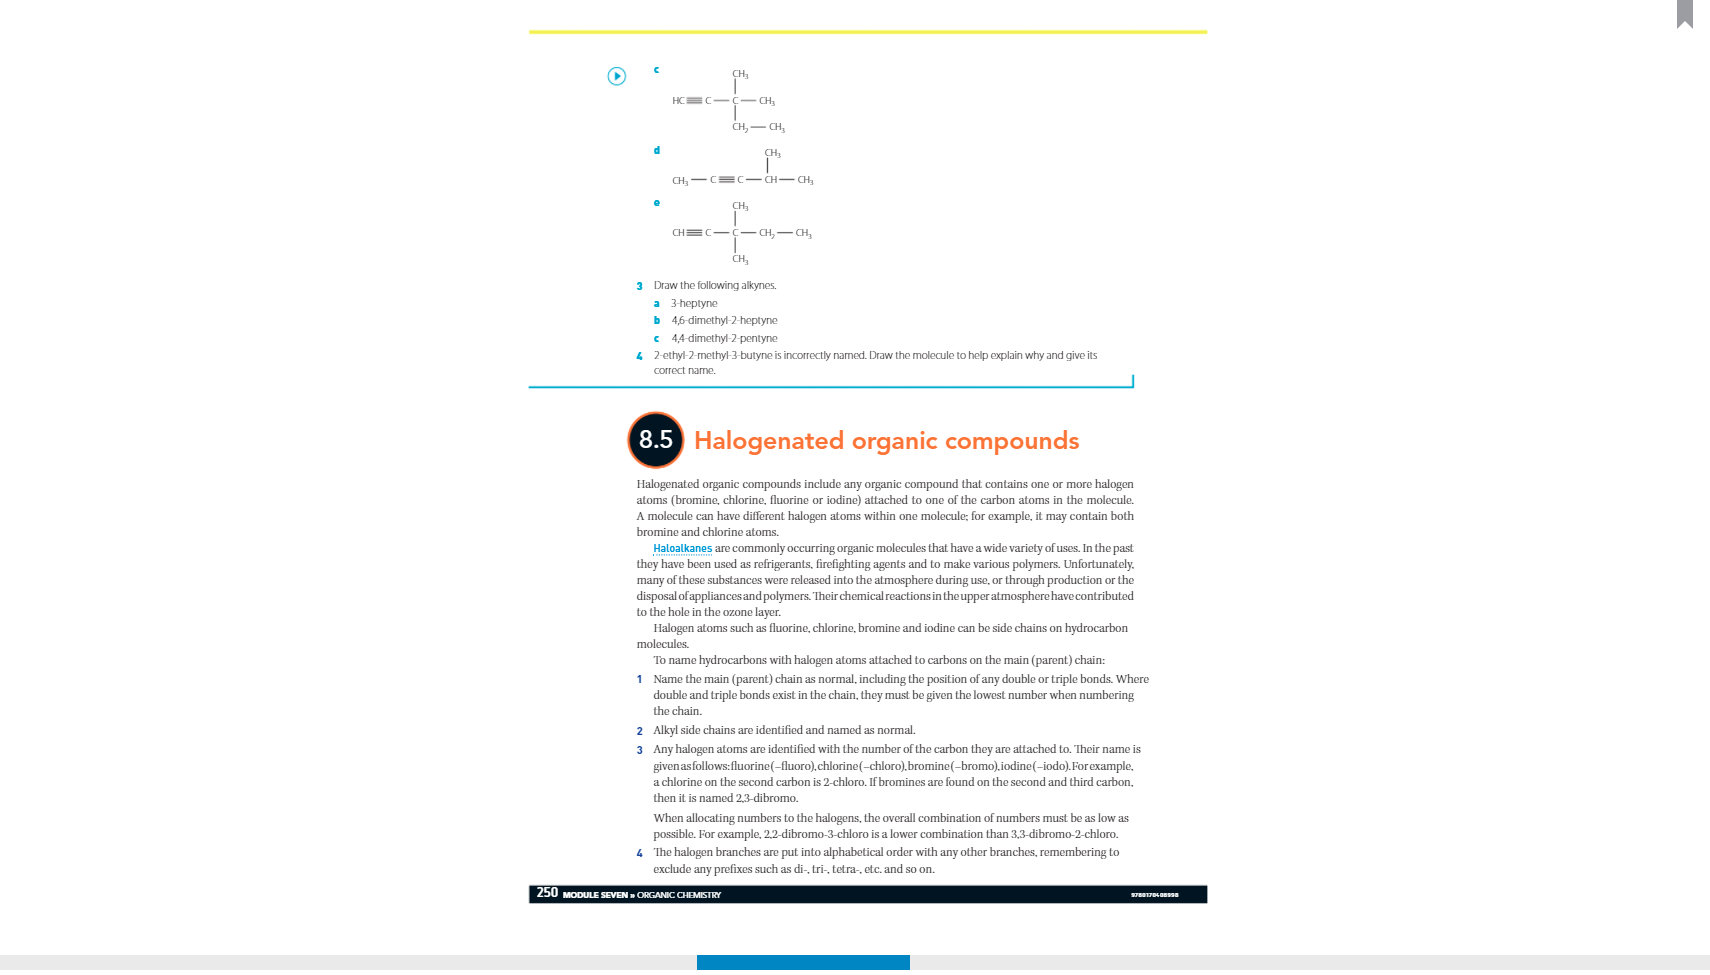 c
CH3
HC≡C—C—CH3
CH2—CH3
d
CH3
CH3—C≡C—CH—CH3
e
CH3
CH≡C—C—CH2—CH3
CH3
3 Draw the following alkynes.
a 3-heptyne
b 4,6-dimethyl-2-heptyne
c 4,4-dimethyl-2-pentyne
4 2-ethyl-2-methyl-3-butyne is incorrectly named. Draw the molecule to help explain why and give its
correct name.
8.5 Halogenated organic compounds
Halogenated organic compounds include any organic compound that contains one or more halogen
atoms (bromine, chlorine, fluorine or iodine) attached to one of the carbon atoms in the molecule.
A molecule can have different halogen atoms within one molecule; for example, it may contain both
bromine and chlorine atoms.
Haloalkanes are commonly occurring organic molecules that have a wide variety of uses. In the past
they have been used as refrigerants, firefighting agents and to make various polymers. Unfortunately,
many of these substances were released into the atmosphere during use, or through production or the
disposal of appliances and polymers. Their chemical reactions in the upper atmosphere have contributed
to the hole in the ozone layer.
Halogen atoms such as fluorine, chlorine, bromine and iodine can be side chains on hydrocarbon
molecules.
To name hydrocarbons with halogen atoms attached to carbons on the main (parent) chain:
1 Name the main (parent) chain as normal, including the position of any double or triple bonds. Where
double and triple bonds exist in the chain, they must be given the lowest number when numbering
the chain.
2 Alkyl side chains are identified and named as normal.
3 Any halogen atoms are identified with the number of the carbon they are attached to. Their name is
given as follows: fluorine (–fluoro), chlorine (–chloro), bromine (–bromo), iodine (–iodo). For example,
a chlorine on the second carbon is 2-chloro. If bromines are found on the second and third carbon,
then it is named 2,3-dibromo.
When allocating numbers to the halogens, the overall combination of numbers must be as low as
possible. For example, 2,2-dibromo-3-chloro is a lower combination than 3,3-dibromo-2-chloro.
4 The halogen branches are put into alphabetical order with any other branches, remembering to
exclude any prefixes such as di-, tri-, tetra-, etc. and so on.
250 MODULE SEVEN » ORGANIC CHEMISTRY
9780170408998